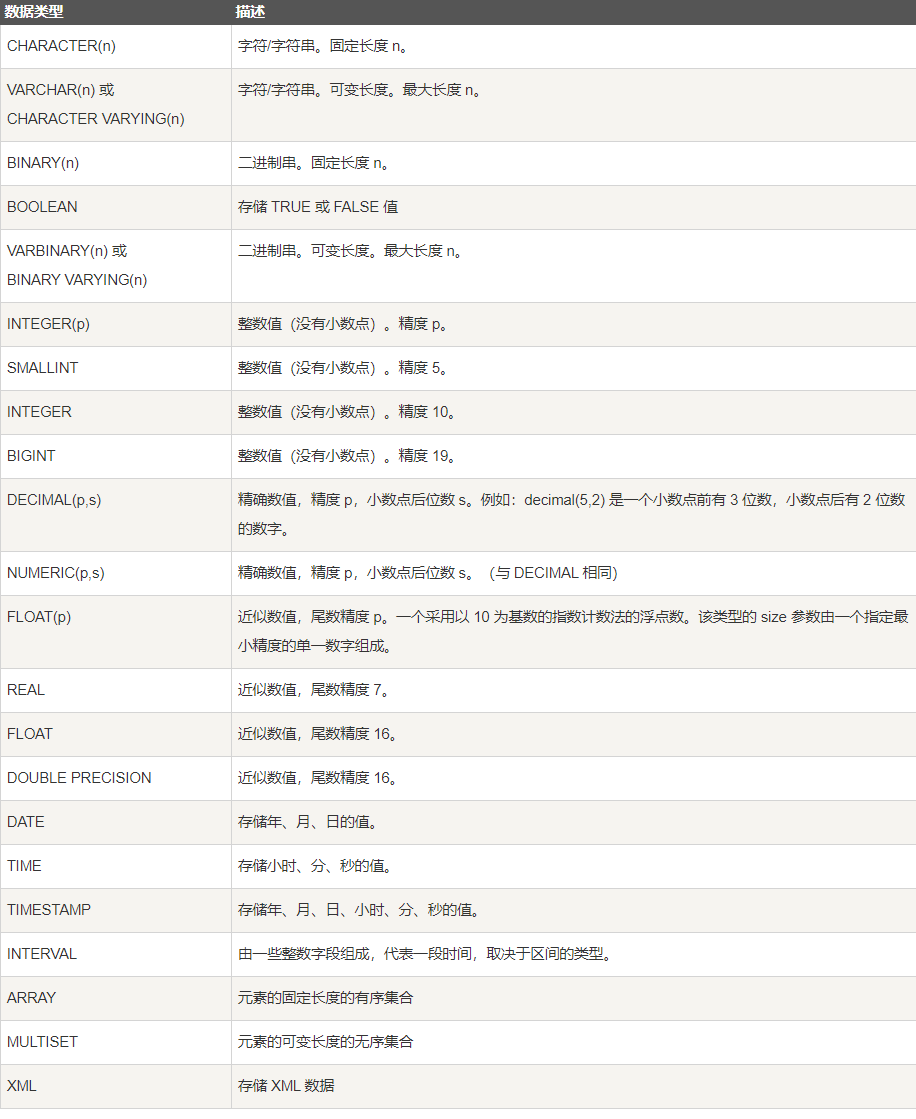 数据类型 描述
CHARACTER(n) 字符/字符串。固定长度 n。
VARCHAR(n) 或 字符/字符串。可变长度。最大长度 n。
CHARACTER VARYING(n)
BINARY(n) 二进制串。固定长度 n。
BOOLEAN 存储 TRUE 或 FALSE 值
VARBINARY(n) 或 二进制串。可变长度。最大长度 n。
BINARY VARYING(n)
INTEGER(p) 整数值（没有小数点）。精度 p。
SMALLINT 整数值（没有小数点）。精度 5。
INTEGER 整数值（没有小数点）。精度 10。
BIGINT 整数值（没有小数点）。精度 19。
DECIMAL(p,s) 精确数值，精度 p，小数点后位数 s。例如：decimal(5,2) 是一个小数点前有 3 位数，小数点后有 2 位数
的数字。
NUMERIC(p,s) 精确数值，精度 p，小数点后位数 s。（与 DECIMAL 相同）
FLOAT(p) 近似数值，尾数精度 p。一个采用以 10 为基数的指数计数法的浮点数。该类型的 size 参数由一个指定最
小精度的单一数字组成。
REAL 近似数值，尾数精度 7。
FLOAT 近似数值，尾数精度 16。
DOUBLE PRECISION 近似数值，尾数精度 16。
DATE 存储年、月、日的值。
TIME 存储小时、分、秒的值。
TIMESTAMP 存储年、月、日、小时、分、秒的值。
INTERVAL 由一些整数字段组成，代表一段时间，取决于区间的类型。
ARRAY 元素的固定长度的有序集合
MULTISET 元素的可变长度的无序集合
XML 存储 XML 数据